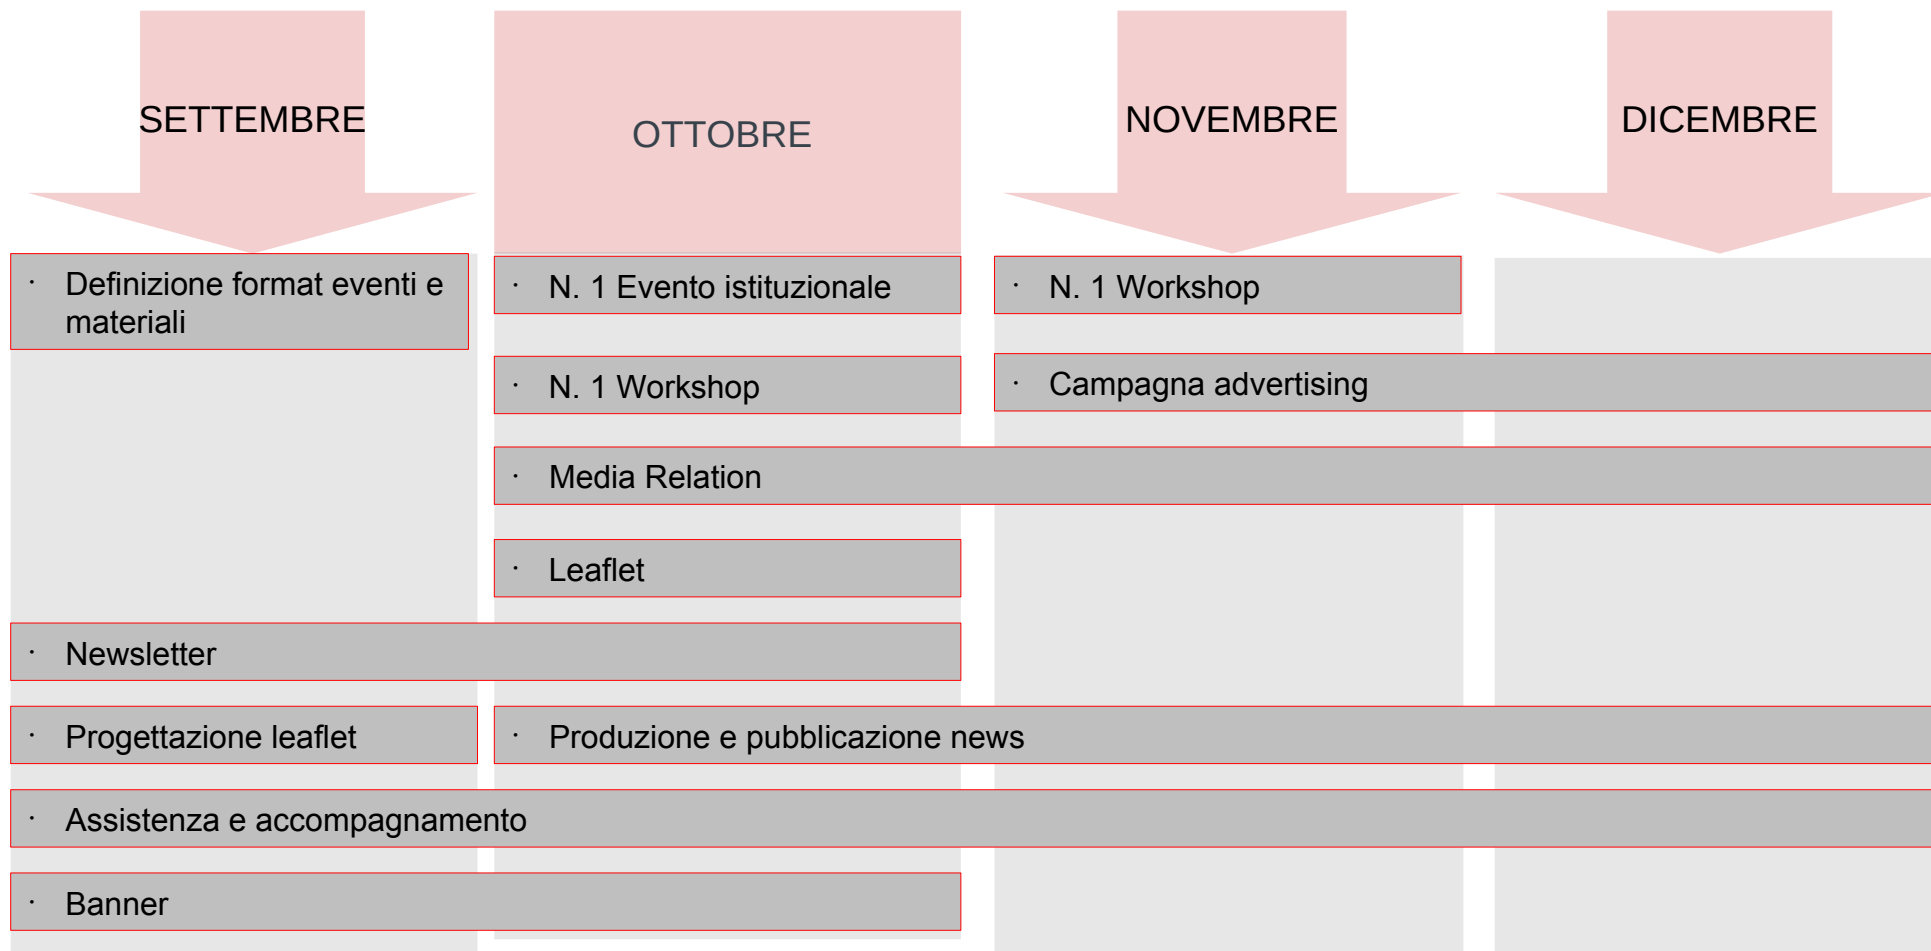 SETTEMBRE
OTTOBRE
NOVEMBRE
DICEMBRE
· Definizione format eventi e
materiali
· N. 1 Evento istituzionale
· N. 1 Workshop
· N. 1 Workshop
· Campagna advertising
· Media Relation
· Leaflet
· Newsletter
· Progettazione leaflet
· Produzione e pubblicazione news
· Assistenza e accompagnamento
· Banner